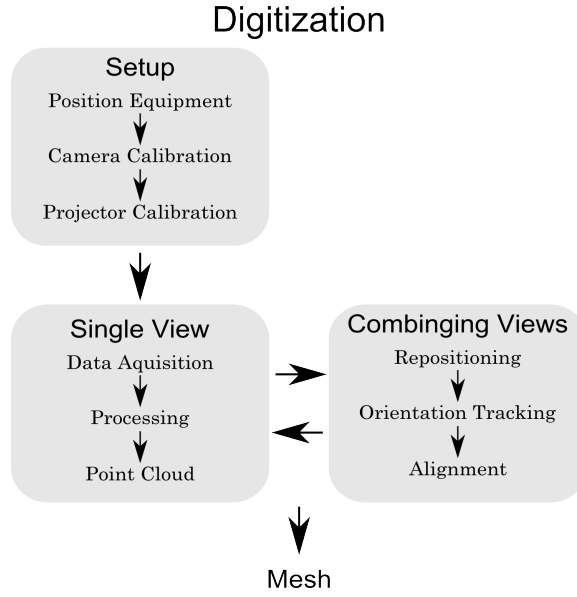 Digitization
Setup
Position Equipment
Camera Calibration
Projector Calibration
Single View
Data Aquisition
Processing
Point Cloud
Combinging Views
Repositioning
Orientation Tracking
Alignment
Mesh